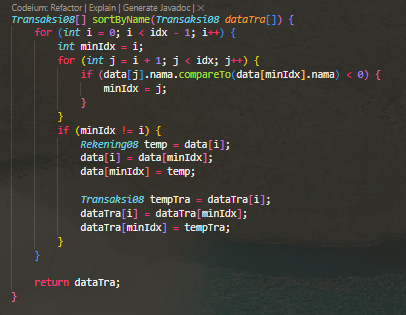 Codeium: Refactor | Explain | Generate Javadoc | ×
Transaksi08[] sortByName(Transaksi08 dataTra[]) {
    for (int i = 0; i < idx - 1; i++) {
        int minIdx = i;
        for (int j = i + 1; j < idx; j++) {
            if (data[j].nama.compareTo(data[minIdx].nama) < 0) {
                minIdx = j;
            }
        }
        if (minIdx != i) {
            Rekening08 temp = data[i];
            data[i] = data[minIdx];
            data[minIdx] = temp;

            Transaksi08 tempTra = dataTra[i];
            dataTra[i] = dataTra[minIdx];
            dataTra[minIdx] = tempTra;
        }
    }

    return dataTra;
}